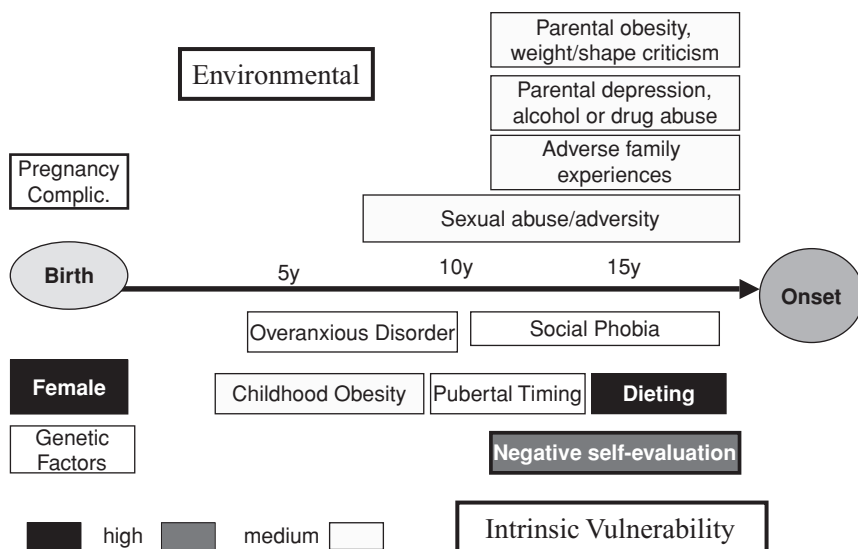 Parental obesity,
weight/shape criticism
Environmental
Parental depression,
alcohol or drug abuse
Adverse family
experiences
Pregnancy
Complic.
Sexual abuse/adversity
Birth
5y
10y
15y
Onset
Overanxious Disorder
Social Phobia
Female
Childhood Obesity
Pubertal Timing
Dieting
Genetic
Factors
Negative self-evaluation
high
medium
Intrinsic Vulnerability